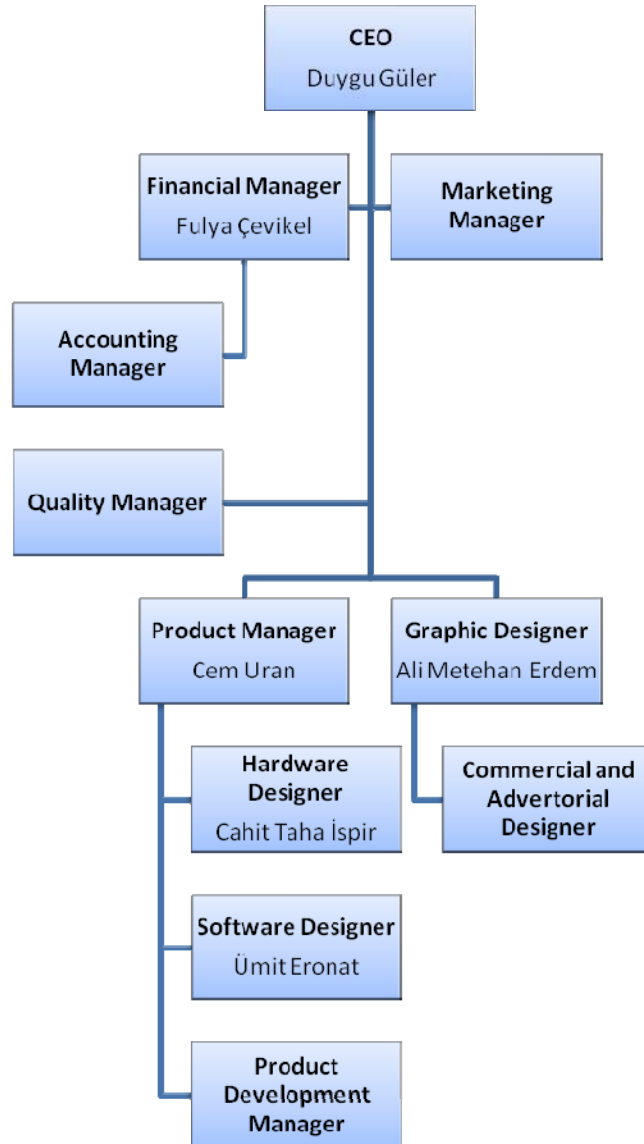 CEO
Duygu Güler
Financial Manager
Fulya Çevikel
Marketing
Manager
Accounting
Manager
Quality Manager
Product Manager
Cem Uran
Graphic Designer
Ali Metehan Erdem
Hardware
Designer
Cahit Taha İspir
Commercial and
Advertorial
Designer
Software Designer
Ümit Eronat
Product
Development
Manager